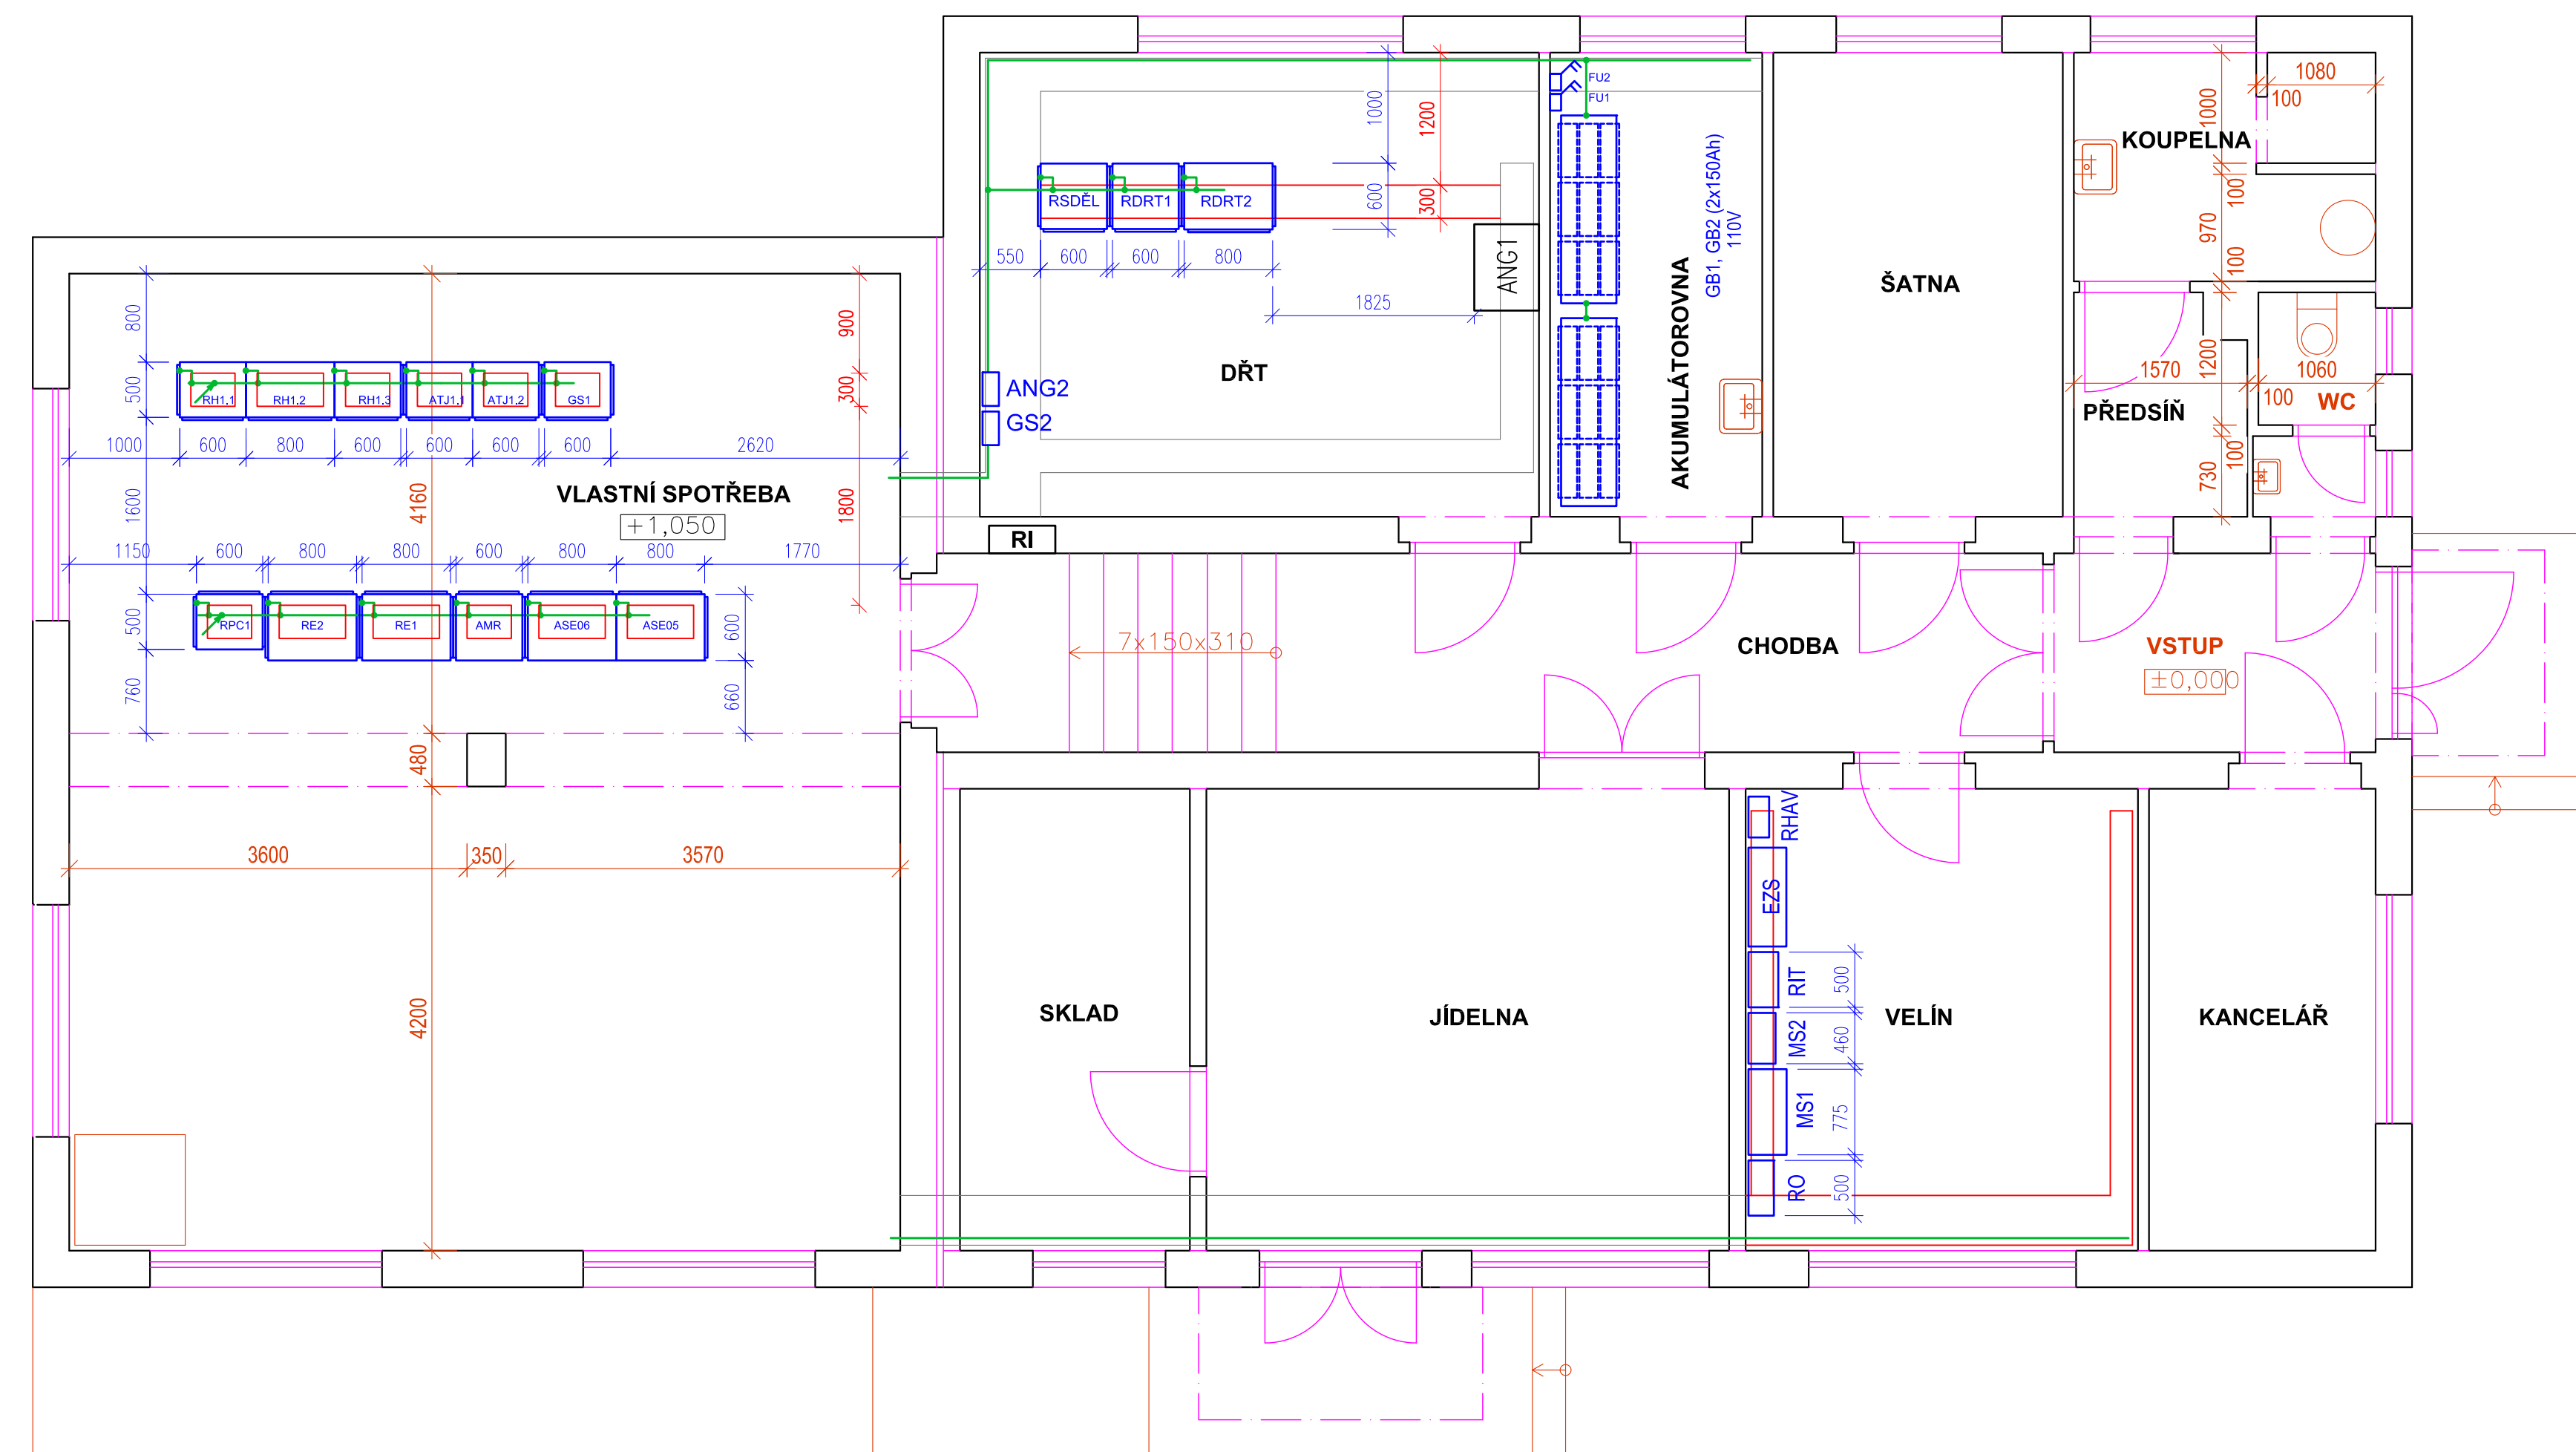 1080
100
1000
KOUPELNA
100
970
100
FU2
FU1
1000
1200
600
300
RSDĚL
RDRT1
RDRT2
550
600
600
800
1825
ANG1
DŘT
ANG2
GS2
AKUMULÁTOROVNA
GB1, GB2 (2x150Ah)
110V
ŠATNA
1570
1200
1060
100
WC
PŘEDSÍŇ
730
100
800
900
500
300
RH1.1
RH1.2
RH1.3
ATJ1.1
ATJ1.2
GS1
1000
600
800
600
600
600
600
2620
VLASTNÍ SPOTŘEBA
+1,050
1600
4160
1800
1150
600
800
800
600
800
800
1770
500
RPC1
RE2
RE1
AMR
ASE06
ASE05
600
760
660
480
RI
7x150x310
CHODBA
VSTUP
±0,000
3600
350
3570
4200
SKLAD
JÍDELNA
VELÍN
KANCELÁŘ
RHAV
EZS
RIT
500
MS2
460
MS1
775
RO
500